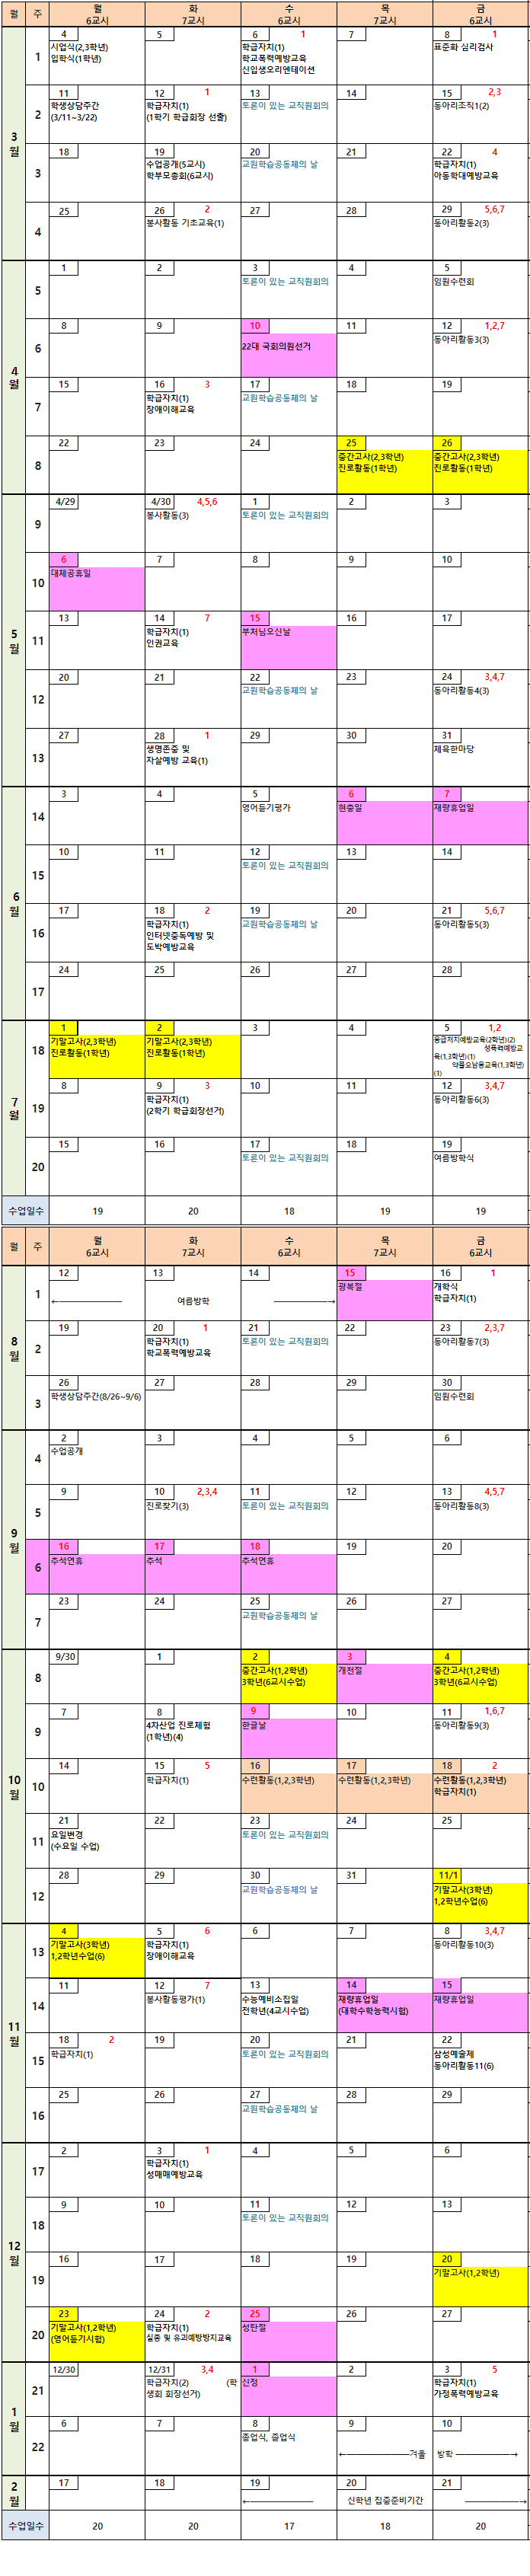 월 주 월 화 수 목 금
6교시 7교시 6교시 7교시 6교시
3월
1
4 5 6 1 7 8 1
시업식(2,3학년)
입학식(1학년)
학급자치(1)
학교폭력예방교육
신입생오리엔테이션
표준화 심리검사
2
11 12 1 13 14 15 2,3
학생상담주간
(3/11~3/22)
학급자치(1)
(1학기 학급회장 선출)
토론이 있는 교직원회의
동아리조직1(2)
3
18 19 20 21 22 4
수업공개(5교시)
학부모총회(6교시)
교원학습공동체의 날
학급자치(1)
아동학대예방교육
4
25 26 2 27 28 29 5,6,7
봉사활동 기초교육(1)
동아리활동2(3)
4월
5
1 2 3 4 5
토론이 있는 교직원회의
임원수련회
6
8 9 10 11 12 1,2,7
22대 국회의원선거
동아리활동3(3)
7
15 16 3 17 18 19
학급자치(1)
장애이해교육
교원학습공동체의 날
8
22 23 24 25 26
중간고사(2,3학년)
진로활동(1학년)
중간고사(2,3학년)
진로활동(1학년)
5월
9
4/29 4/30 4,5,6 1 2 3
봉사활동(3)
토론이 있는 교직원회의
10
6 7 8 9 10
대체공휴일
11
13 14 7 15 16 17
학급자치(1)
인권교육
부처님오신날
12
20 21 22 23 24 3,4,7
교원학습공동체의 날
동아리활동4(3)
13
27 28 1 29 30 31
생명존중 및
자살예방 교육(1)
체육한마당
6월
14
3 4 5 6 7
영어듣기평가
현충일
재량휴업일
15
10 11 12 13 14
토론이 있는 교직원회의
16
17 18 2 19 20 21 5,6,7
학급자치(1)
인터넷중독예방 및
도박예방교육
교원학습공동체의 날
동아리활동5(3)
17
24 25 26 27 28
7월
18
1 2 3 4 5 1,2
기말고사(2,3학년)
진로활동(1학년)
기말고사(2,3학년)
진로활동(1학년)
응급처치예방교육(2학년)(2)
성폭력예방교
육(1,3학년)(1)
약물오남용교육(1,3학년)
(1)
19
8 9 3 10 11 12 3,4,7
학급자치(1)
(2학기 학급회장선거)
동아리활동6(3)
20
15 16 17 18 19
토론이 있는 교직원회의
여름방학식
수업일수 19 20 18 19 19
월 주 월 화 수 목 금
6교시 7교시 6교시 7교시 6교시
8월
1
12 13 14 15 16 1
여름방학
광복절
개학식
학급자치(1)
2
19 20 1 21 22 23 2,3,7
학급자치(1)
학교폭력예방교육
토론이 있는 교직원회의
동아리활동7(3)
3
26 27 28 29 30
학생상담주간(8/26~9/6)
임원수련회
9월
4
2 3 4 5 6
수업공개
5
9 10 2,3,4 11 12 13 4,5,7
진로찾기(3)
토론이 있는 교직원회의
동아리활동8(3)
6
16 17 18 19 20
추석연휴
추석
추석연휴
7
23 24 25 26 27
교원학습공동체의 날
10월
8
9/30 1 2 3 4
중간고사(1,2학년)
3학년(6교시수업)
개천절
중간고사(1,2학년)
3학년(6교시수업)
9
7 8 9 10 11 1,6,7
4차산업 진로체험
(1학년)(4)
한글날
동아리활동9(3)
10
14 15 5 16 17 18 2
학급자치(1)
수련활동(1,2,3학년)
수련활동(1,2,3학년)
수련활동(1,2,3학년)
학급자치(1)
11
21 22 23 24 25
요일변경
(수요일 수업)
토론이 있는 교직원회의
12
28 29 30 31 11/1
교원학습공동체의 날
기말고사(3학년)
1,2학년수업(6)
11월
13
4 5 6 6 7 8 3,4,7
기말고사(3학년)
1,2학년수업(6)
학급자치(1)
장애이해교육
동아리활동10(3)
14
11 12 7 13 14 15
봉사활동평가(1)
수능예비소집일
전학년(4교시수업)
재량휴업일
(대학수학능력시험)
재량휴업일
15
18 2 19 20 21 22
학급자치(1)
토론이 있는 교직원회의
삼성예술제
동아리활동11(6)
16
25 26 27 28 29
교원학습공동체의 날
12월
17
2 3 1 4 5 6
학급자치(1)
성매매예방교육
18
9 10 11 12 13
토론이 있는 교직원회의
19
16 17 18 19 20
기말고사(1,2학년)
20
23 24 2 25 26 27
기말고사(1,2학년)
(영어듣기시험)
학급자치(1)
실종 및 유괴예방방지교육
성탄절
1월
21
12/30 12/31 3,4 1 2 3 5
학급자치(2) (학
생회 회장선거)
신정
학급자치(1)
가정폭력예방교육
22
6 7 8 9 10
종업식, 졸업식
겨울 방학
2월
17 18 19 20 21
신학년 집중준비기간
수업일수 20 20 17 18 20